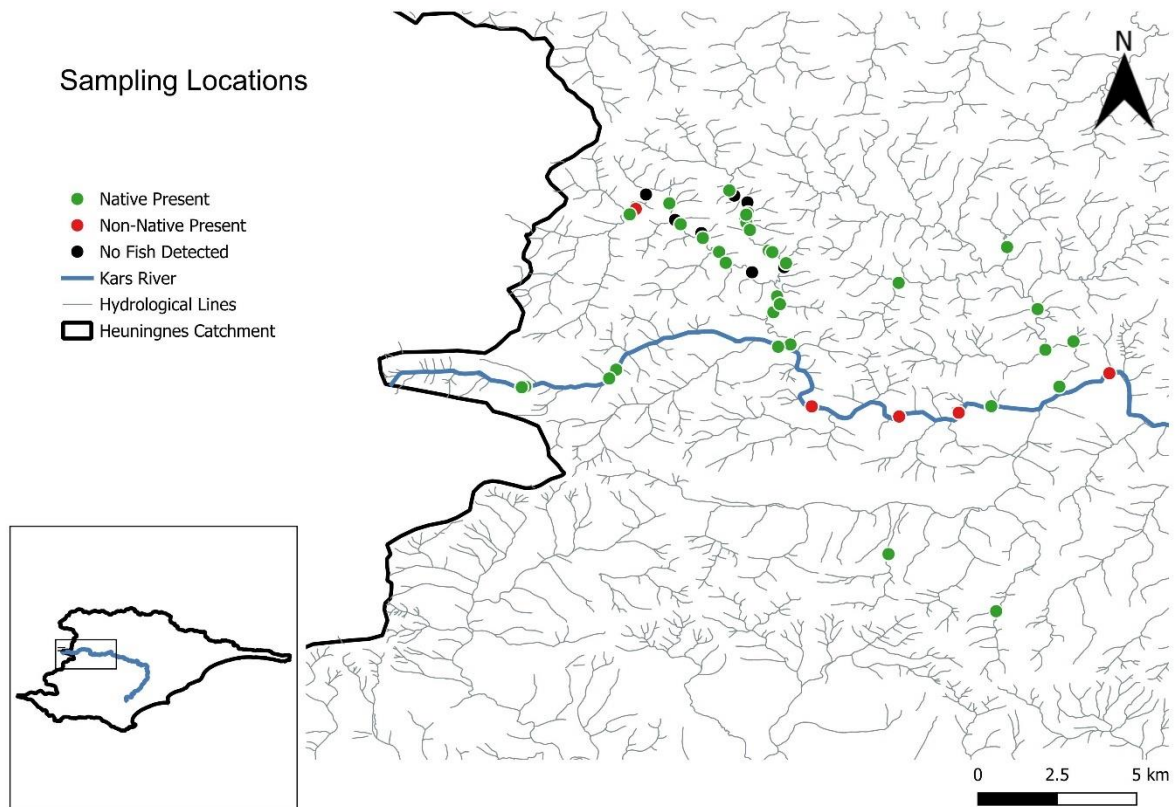 Sampling Locations
N
Native Present
Non-Native Present
No Fish Detected
Kars River
Hydrological Lines
Heuningnes Catchment
0 2.5 5 km